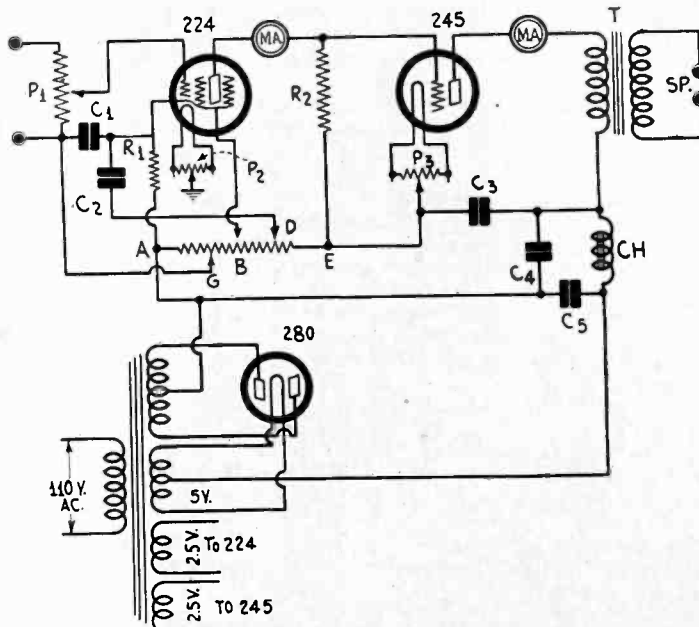 224
MA
245
MA
T
P1
R2
SP.
C1
R1
P2
P3
C2
C3
D
A
B
E
G
C4
CH
C5
280
110 V.
AC.
5V.
2.5V.
TO 224
2.5V.
TO 245